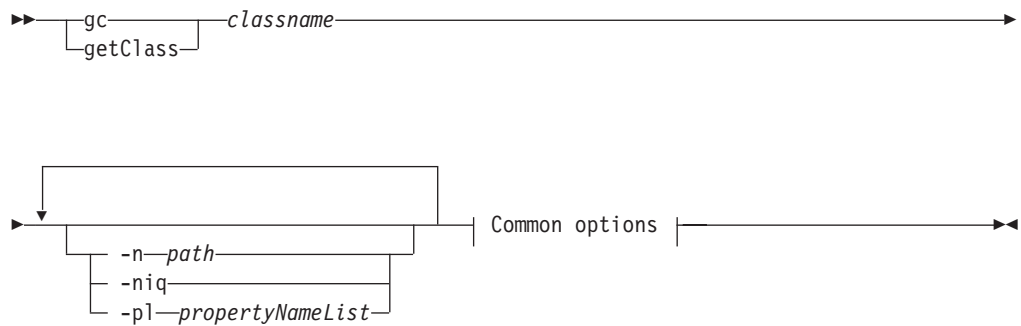 gc classname
getClass
Common options
-n path
-niq
-pl propertyNameList